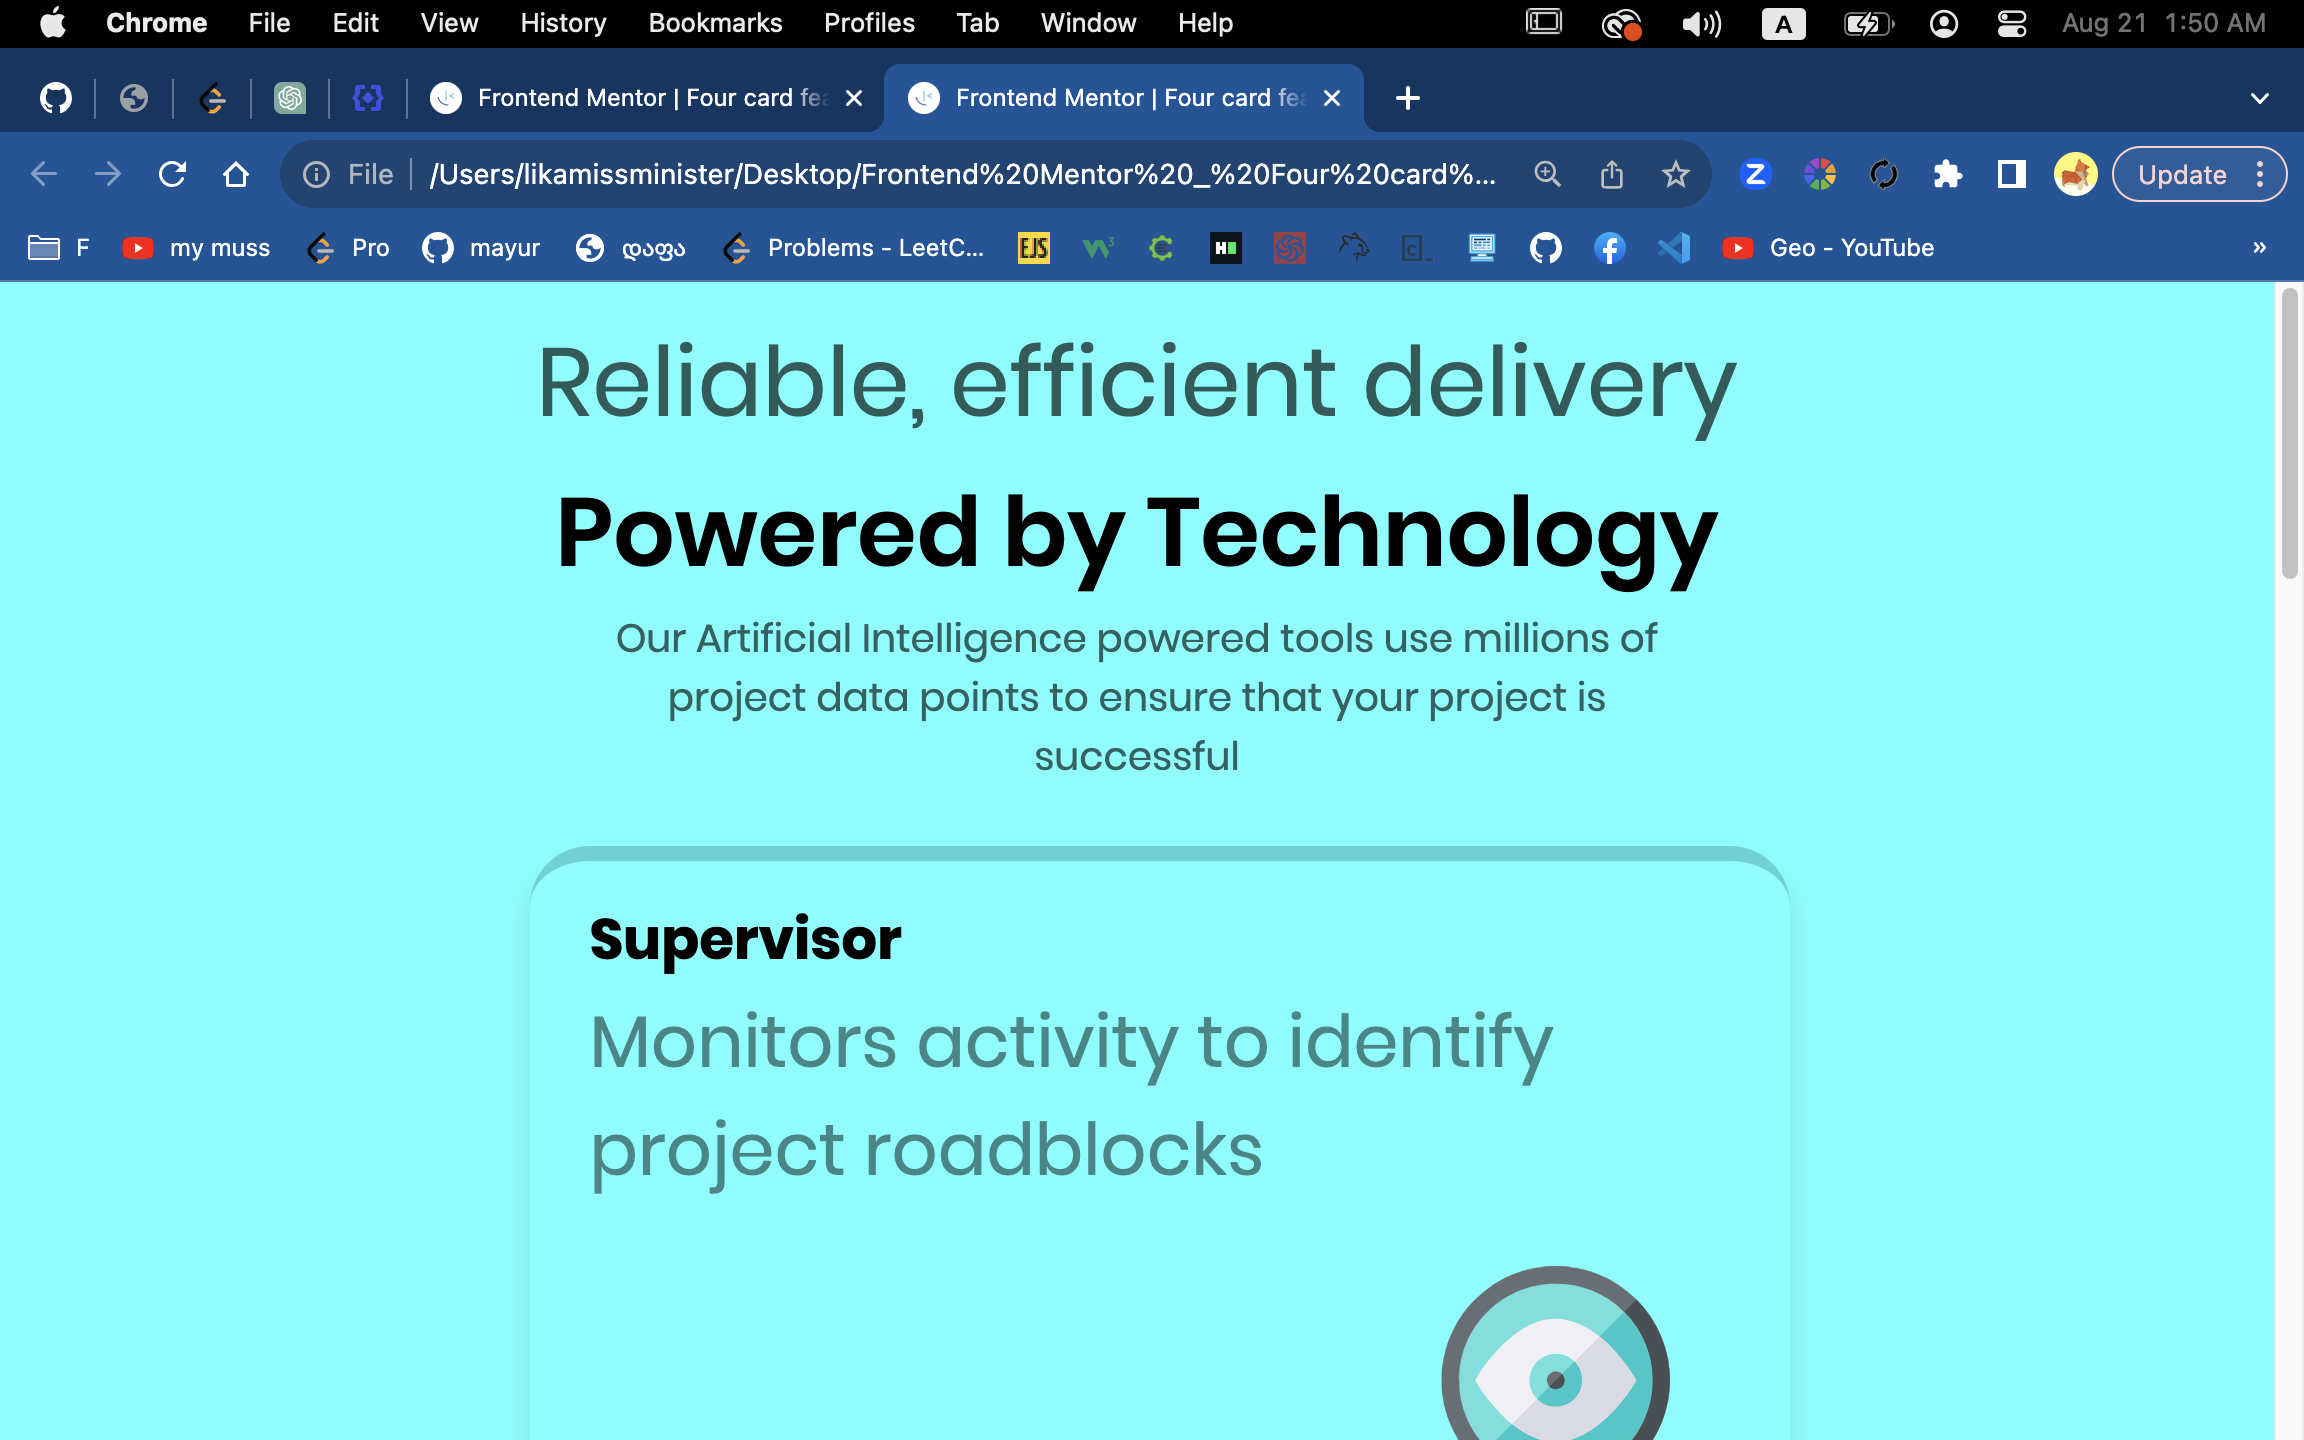 Chrome File Edit View History Bookmarks Profiles Tab Window Help A Aug 21 1:50 AM
Frontend Mentor | Four card fea Frontend Mentor | Four card fea
File /Users/likamissminister/Desktop/Frontend%20Mentor%20_%20Four%20card%... Z Update
F my muss Pro mayur დაფა Problems - LeetC... EJS W3 C H c_ Geo - YouTube »
Reliable, efficient delivery
Powered by Technology
Our Artificial Intelligence powered tools use millions of
project data points to ensure that your project is
successful
Supervisor
Monitors activity to identify
project roadblocks